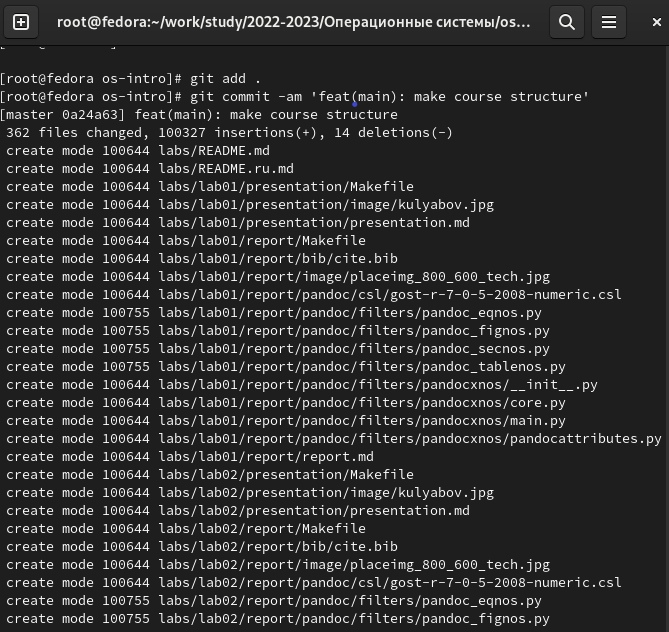 root@fedora:~/work/study/2022-2023/Операционные системы/os...
[root@fedora os-intro]# git add .
[root@fedora os-intro]# git commit -am 'feat(main): make course structure'
[master 0a24a63] feat(main): make course structure
 362 files changed, 100327 insertions(+), 14 deletions(-)
 create mode 100644 labs/README.md
 create mode 100644 labs/README.ru.md
 create mode 100644 labs/lab01/presentation/Makefile
 create mode 100644 labs/lab01/presentation/image/kulyabov.jpg
 create mode 100644 labs/lab01/presentation/presentation.md
 create mode 100644 labs/lab01/report/Makefile
 create mode 100644 labs/lab01/report/bib/cite.bib
 create mode 100644 labs/lab01/report/image/placeimg_800_600_tech.jpg
 create mode 100644 labs/lab01/report/pandoc/csl/gost-r-7-0-5-2008-numeric.csl
 create mode 100755 labs/lab01/report/pandoc/filters/pandoc_eqnos.py
 create mode 100755 labs/lab01/report/pandoc/filters/pandoc_fignos.py
 create mode 100755 labs/lab01/report/pandoc/filters/pandoc_secnos.py
 create mode 100755 labs/lab01/report/pandoc/filters/pandoc_tablenos.py
 create mode 100644 labs/lab01/report/pandoc/filters/pandocxnos/__init__.py
 create mode 100644 labs/lab01/report/pandoc/filters/pandocxnos/core.py
 create mode 100644 labs/lab01/report/pandoc/filters/pandocxnos/main.py
 create mode 100644 labs/lab01/report/pandoc/filters/pandocxnos/pandocattributes.py
 create mode 100644 labs/lab01/report/report.md
 create mode 100644 labs/lab02/presentation/Makefile
 create mode 100644 labs/lab02/presentation/image/kulyabov.jpg
 create mode 100644 labs/lab02/presentation/presentation.md
 create mode 100644 labs/lab02/report/Makefile
 create mode 100644 labs/lab02/report/bib/cite.bib
 create mode 100644 labs/lab02/report/image/placeimg_800_600_tech.jpg
 create mode 100644 labs/lab02/report/pandoc/csl/gost-r-7-0-5-2008-numeric.csl
 create mode 100755 labs/lab02/report/pandoc/filters/pandoc_eqnos.py
 create mode 100755 labs/lab02/report/pandoc/filters/pandoc_fignos.py